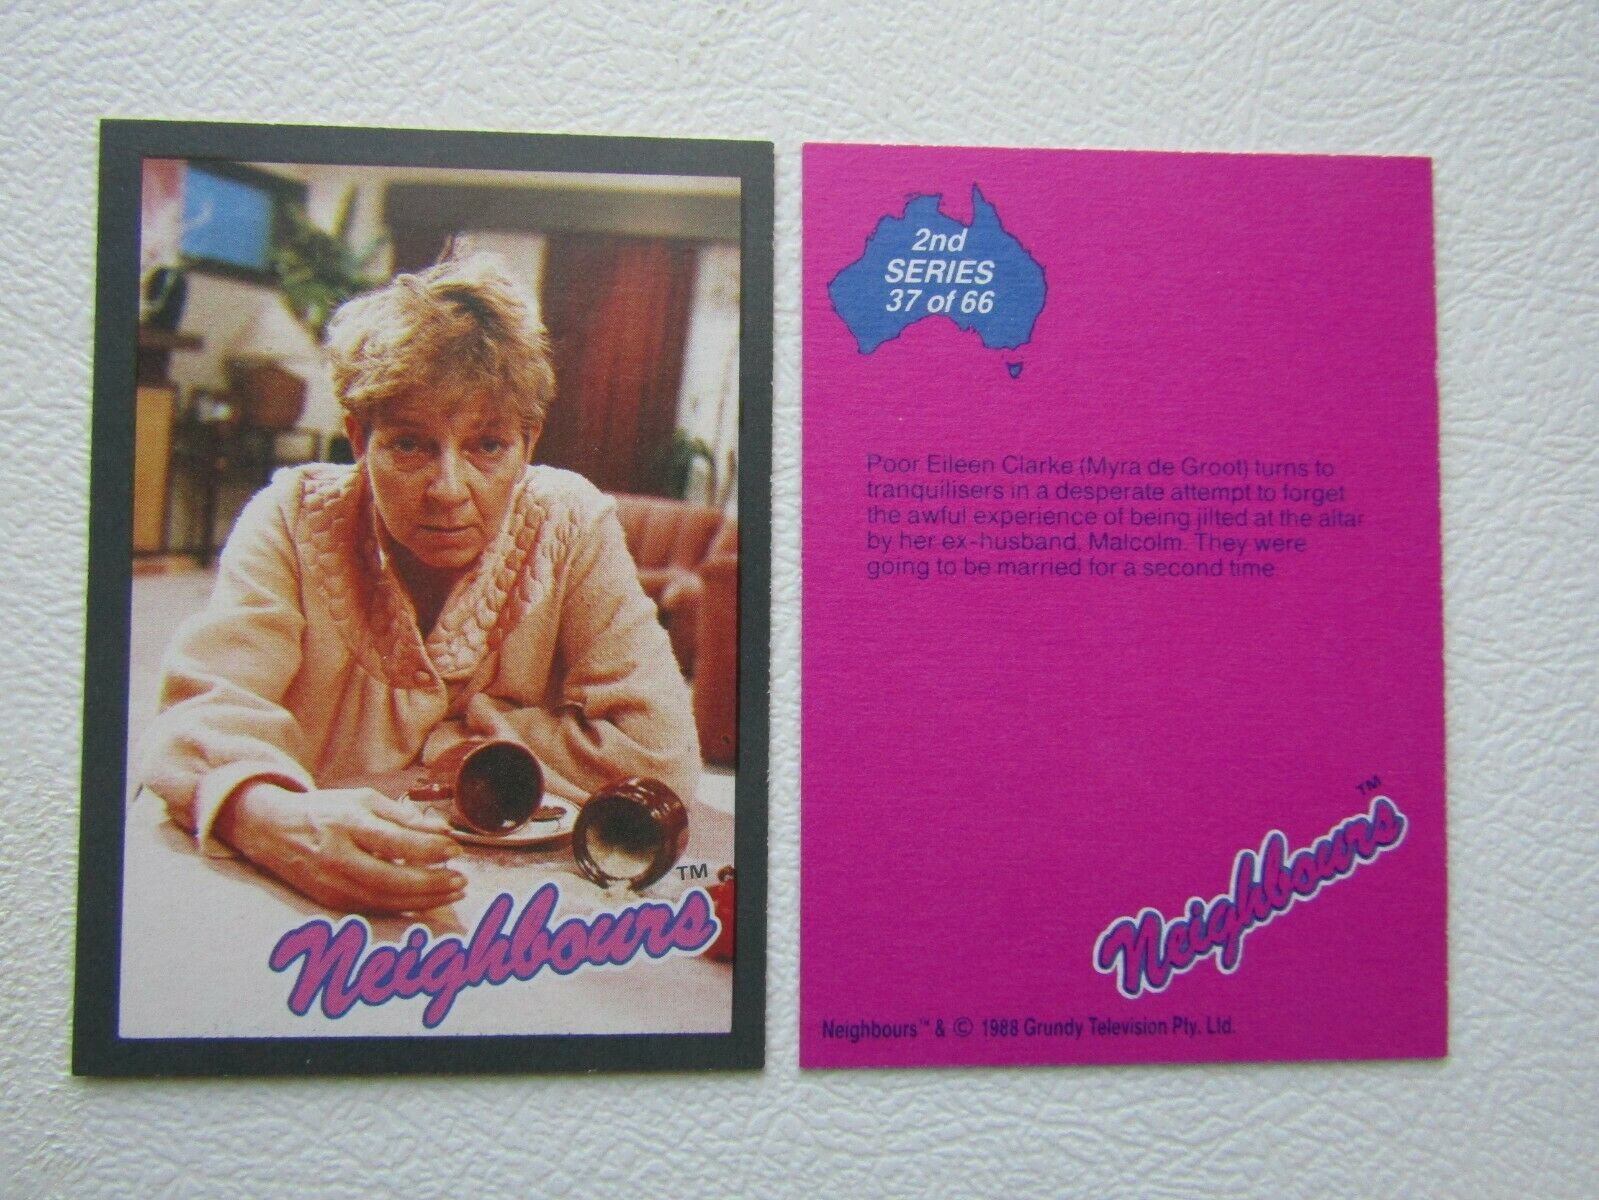 TM
Neighbours
2nd
SERIES
37 of 66
Poor Eileen Clarke (Myra de Groot) turns to
tranquilisers in a desperate attempt to forget
the awful experience of being jilted at the altar
by her ex-husband, Malcolm. They were
going to be married for a second time
TM
Neighbours
Neighbours™ & © 1988 Grundy Television Pty. Ltd.